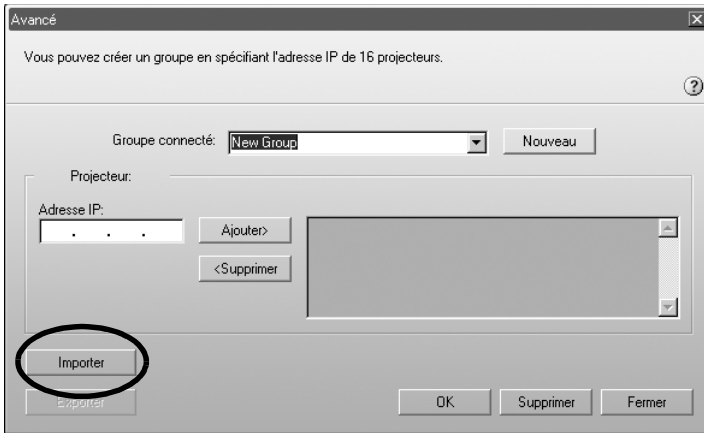 Avancé
Vous pouvez créer un groupe en spécifiant l'adresse IP de 16 projecteurs.
Groupe connecté: New Group Nouveau
Projecteur:
Adresse IP:
. . . Ajouter>
<Supprimer
Importer
Exporter OK Supprimer Fermer